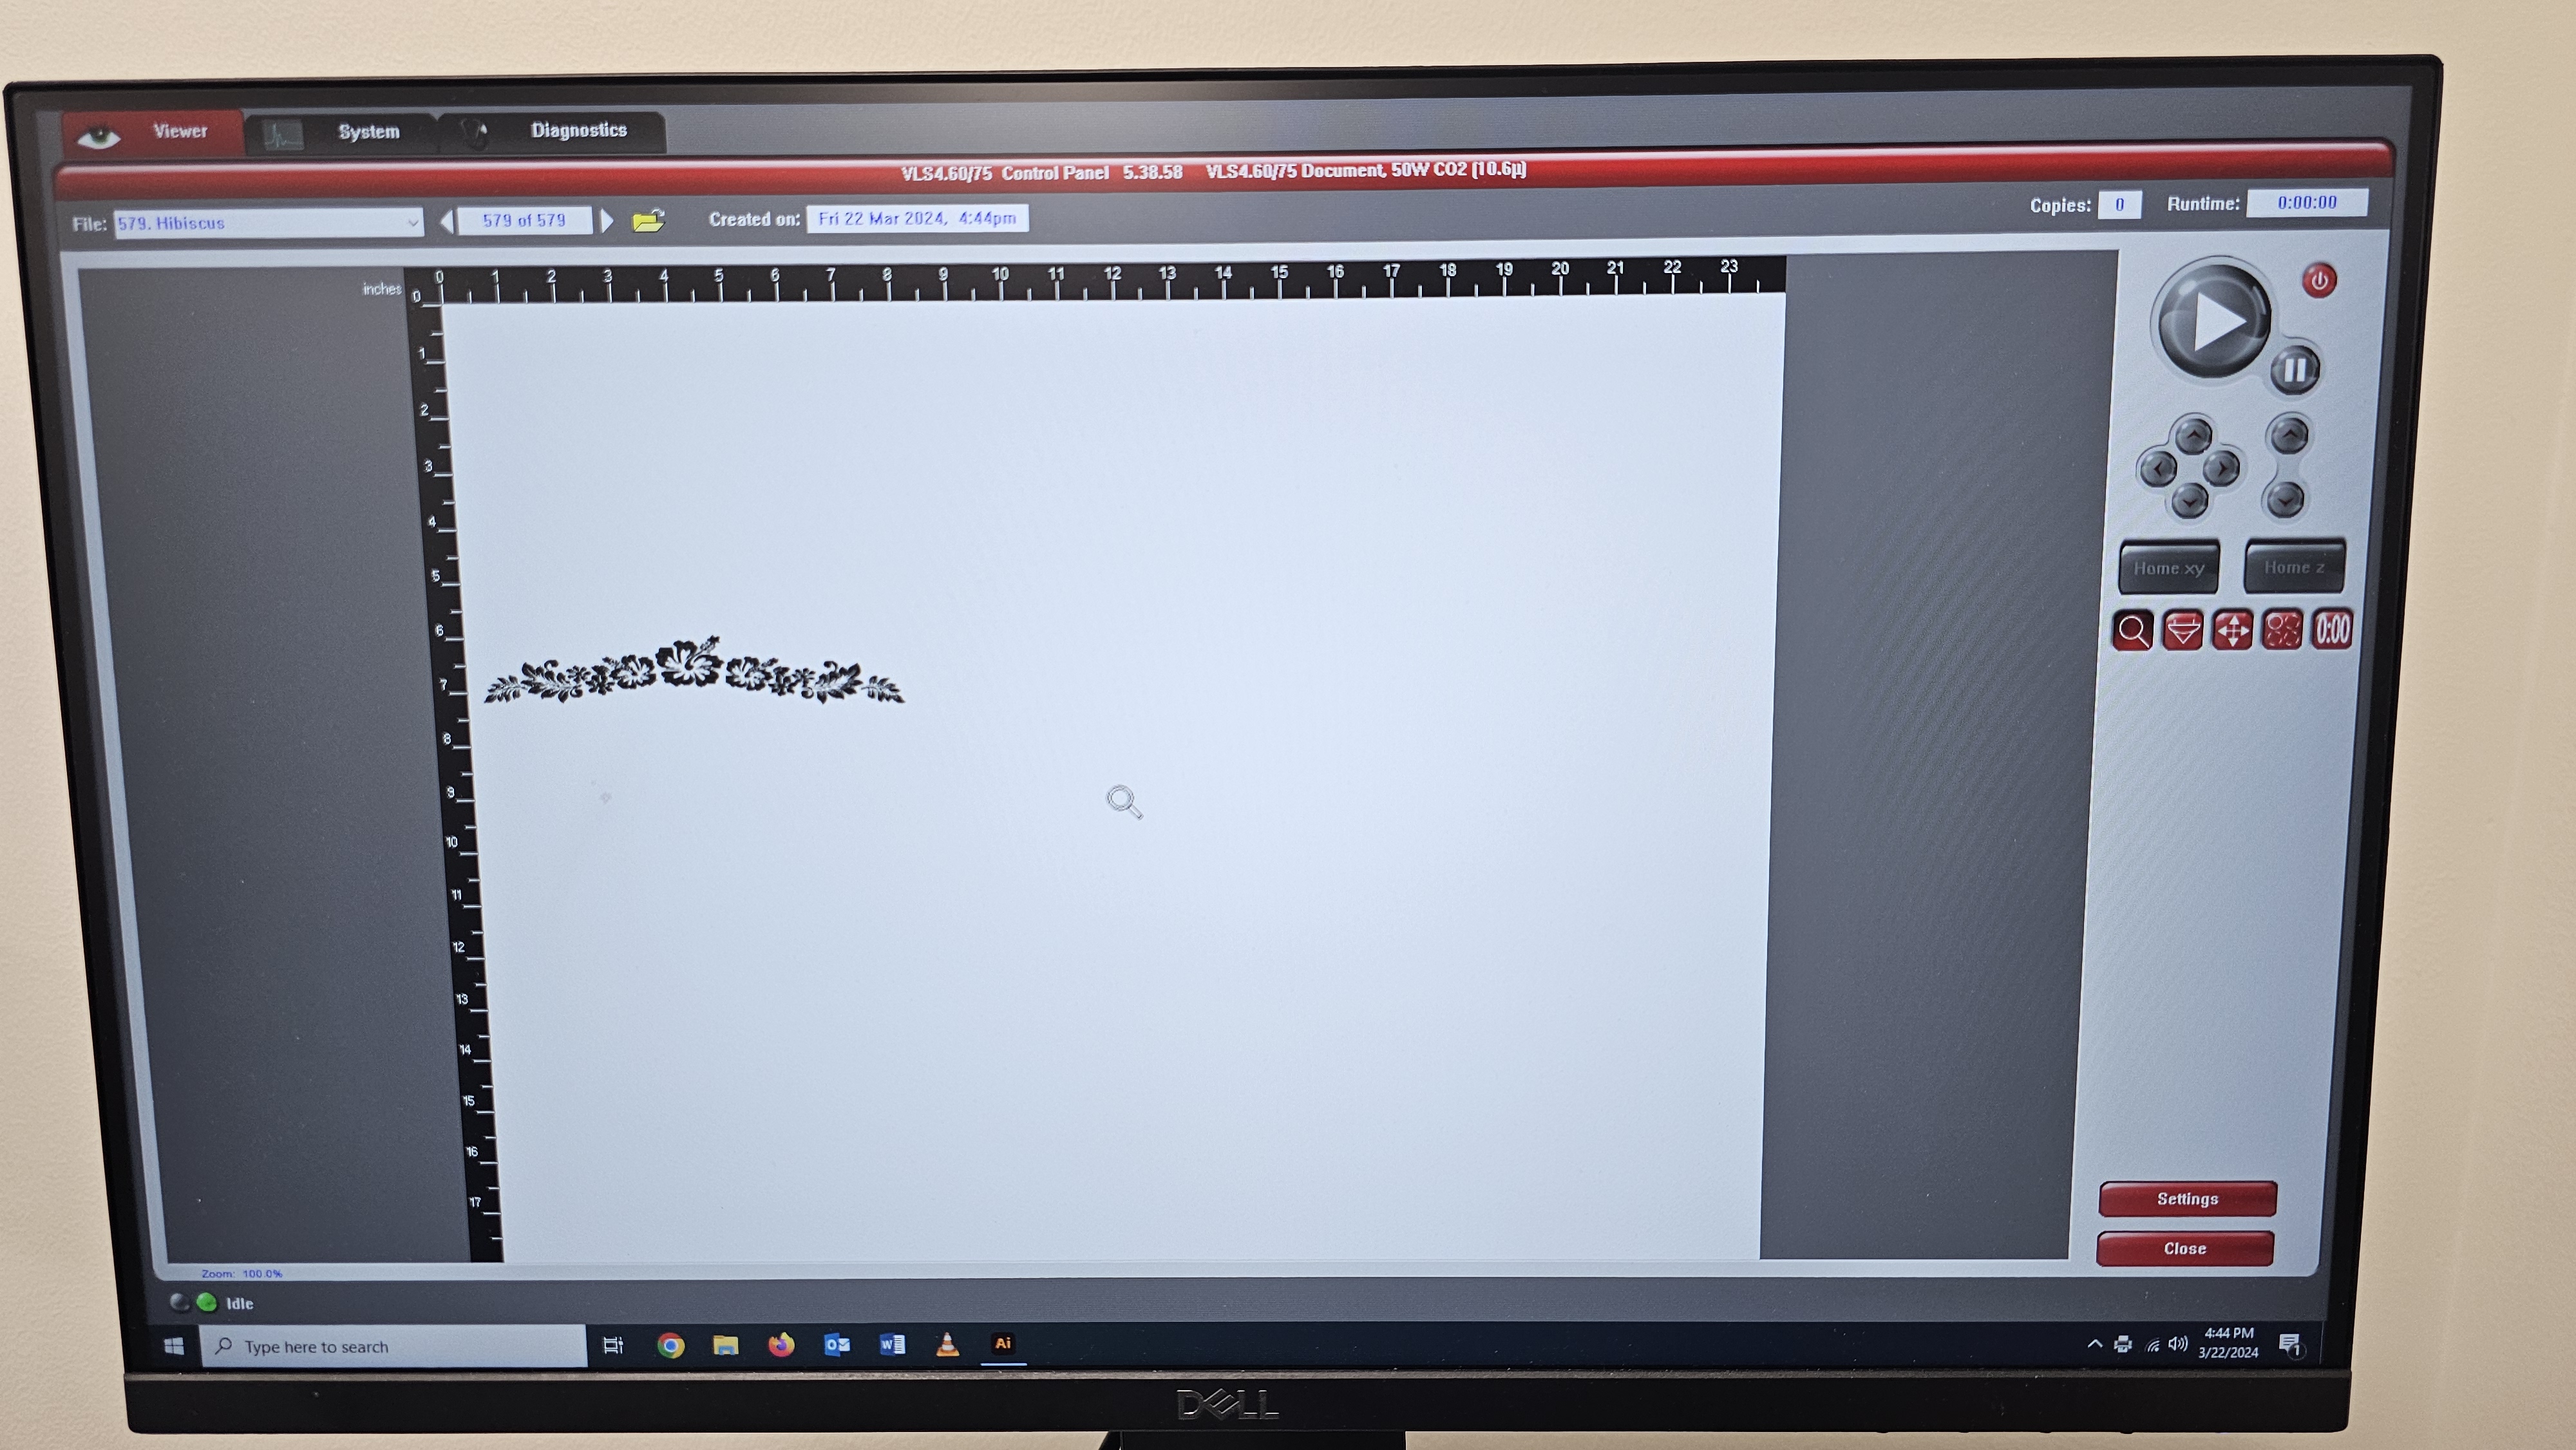 Viewer System Diagnostics
VLS4.60/75 Control Panel 5.38.58 VLS4.60/75 Document, 50W CO2 (10.6µ)
File: 579. Hibiscus 579 of 579 Created on: Fri 22 Mar 2024, 4:44pm Copies: 0 Runtime: 0:00:00
inches 0 1 2 3 4 5 6 7 8 9 10 11 12 13 14 15 16 17 18 19 20 21 22 23
0
1
2
3
4
5
6
7
8
9
10
11
12
13
14
15
16
17
Home xy Home z
0:00
Settings
Close
Zoom: 100.0%
Idle
Type here to search
O
W
Ai
4:44 PM
3/22/2024
1
DELL